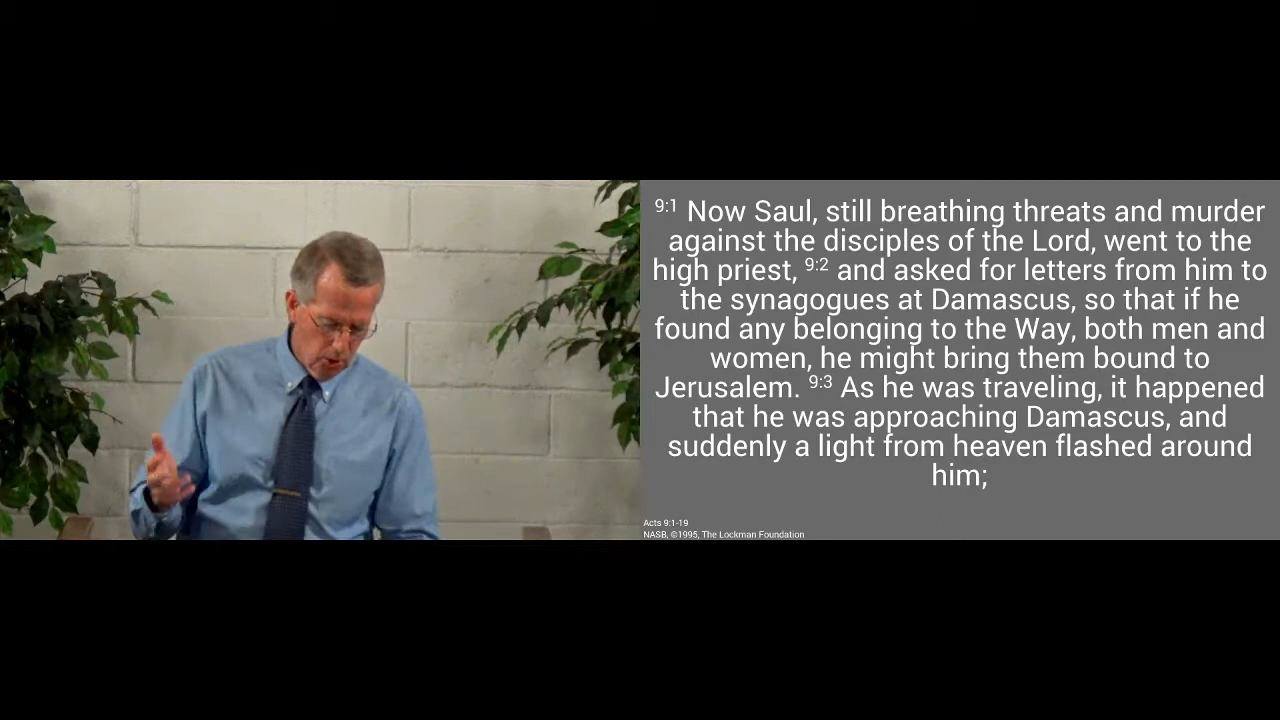 9:1 Now Saul, still breathing threats and murder
against the disciples of the Lord, went to the
high priest, 9:2 and asked for letters from him to
the synagogues at Damascus, so that if he
found any belonging to the Way, both men and
women, he might bring them bound to
Jerusalem. 9:3 As he was traveling, it happened
that he was approaching Damascus, and
suddenly a light from heaven flashed around
him;
Acts 9:1-19
NASB, ©1995, The Lockman Foundation